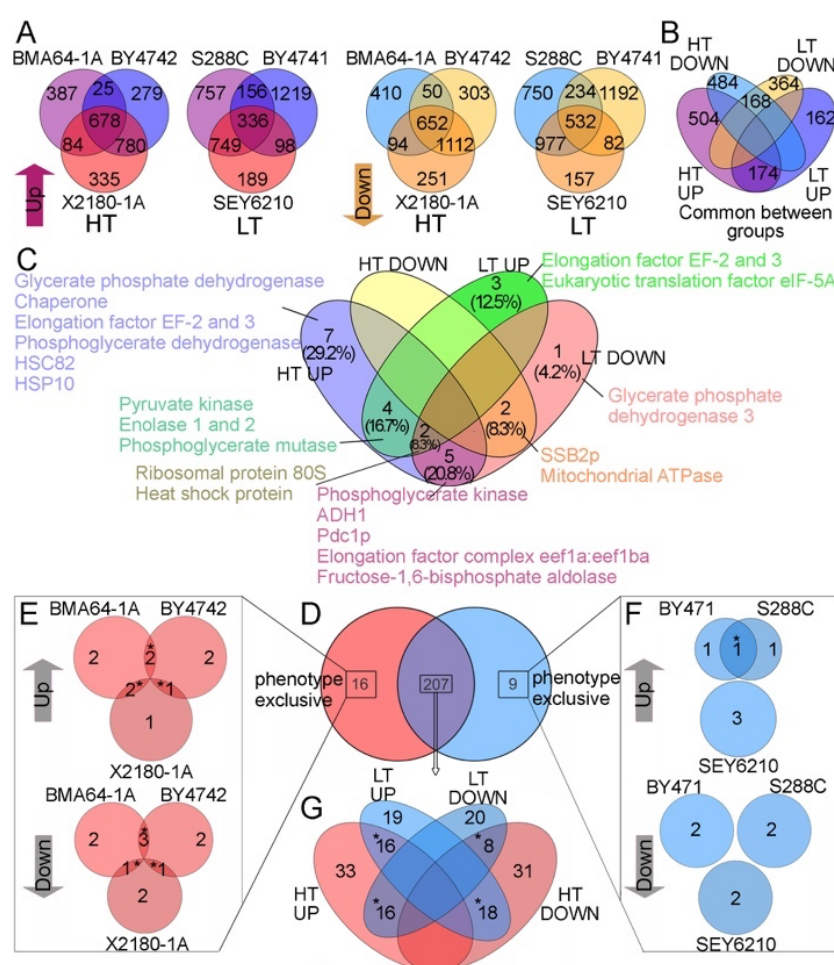 A
B
BMA64-1A BY4742 S288C BY4741 BMA64-1A BY4742 S288C BY4741
387 25 279 757 156 1219 410 50 303 750 234 1192
678 336 652 532
84 780 749 98 94 1112 977 82
335 189 251 157
X2180-1A SEY6210 X2180-1A SEY6210
HT LT HT LT
Up
Down
HT DOWN
LT DOWN
484 364
168
504 162
174
HT UP
LT UP
Common between groups
C
Glycerate phosphate dehydrogenase
Chaperone
Elongation factor EF-2 and 3
Phosphoglycerate dehydrogenase
HSC82
HSP10
HT DOWN
LT UP
Elongation factor EF-2 and 3
Eukaryotic translation factor eIF-5A
3
(12.5%)
7
(29.2%)
HT UP
1
(4.2%)
LT DOWN
Glycerate phosphate
dehydrogenase 3
Pyruvate kinase
Enolase 1 and 2
Phosphoglycerate mutase
4
(16.7%)
2
(8.3%)
2
(8.3%)
5
(20.8%)
SSB2p
Mitochondrial ATPase
Ribosomal protein 80S
Heat shock protein
Phosphoglycerate kinase
ADH1
Pdc1p
Elongation factor complex eef1a:eef1ba
Fructose-1,6-bisphosphate aldolase
E
BMA64-1A BY4742
2 *2 2
2* *1
1
X2180-1A
Up
BMA64-1A BY4742
2 *3 2
1* *1
2
X2180-1A
Down
D
phenotype
exclusive
16
207
9
phenotype
exclusive
F
BY471 S288C
1 *1 1
3
SEY6210
Up
BY471 S288C
2 2
2
SEY6210
Down
G
LT UP
LT DOWN
19 20
33 *16 *8 31
HT UP
HT DOWN
*16 *18